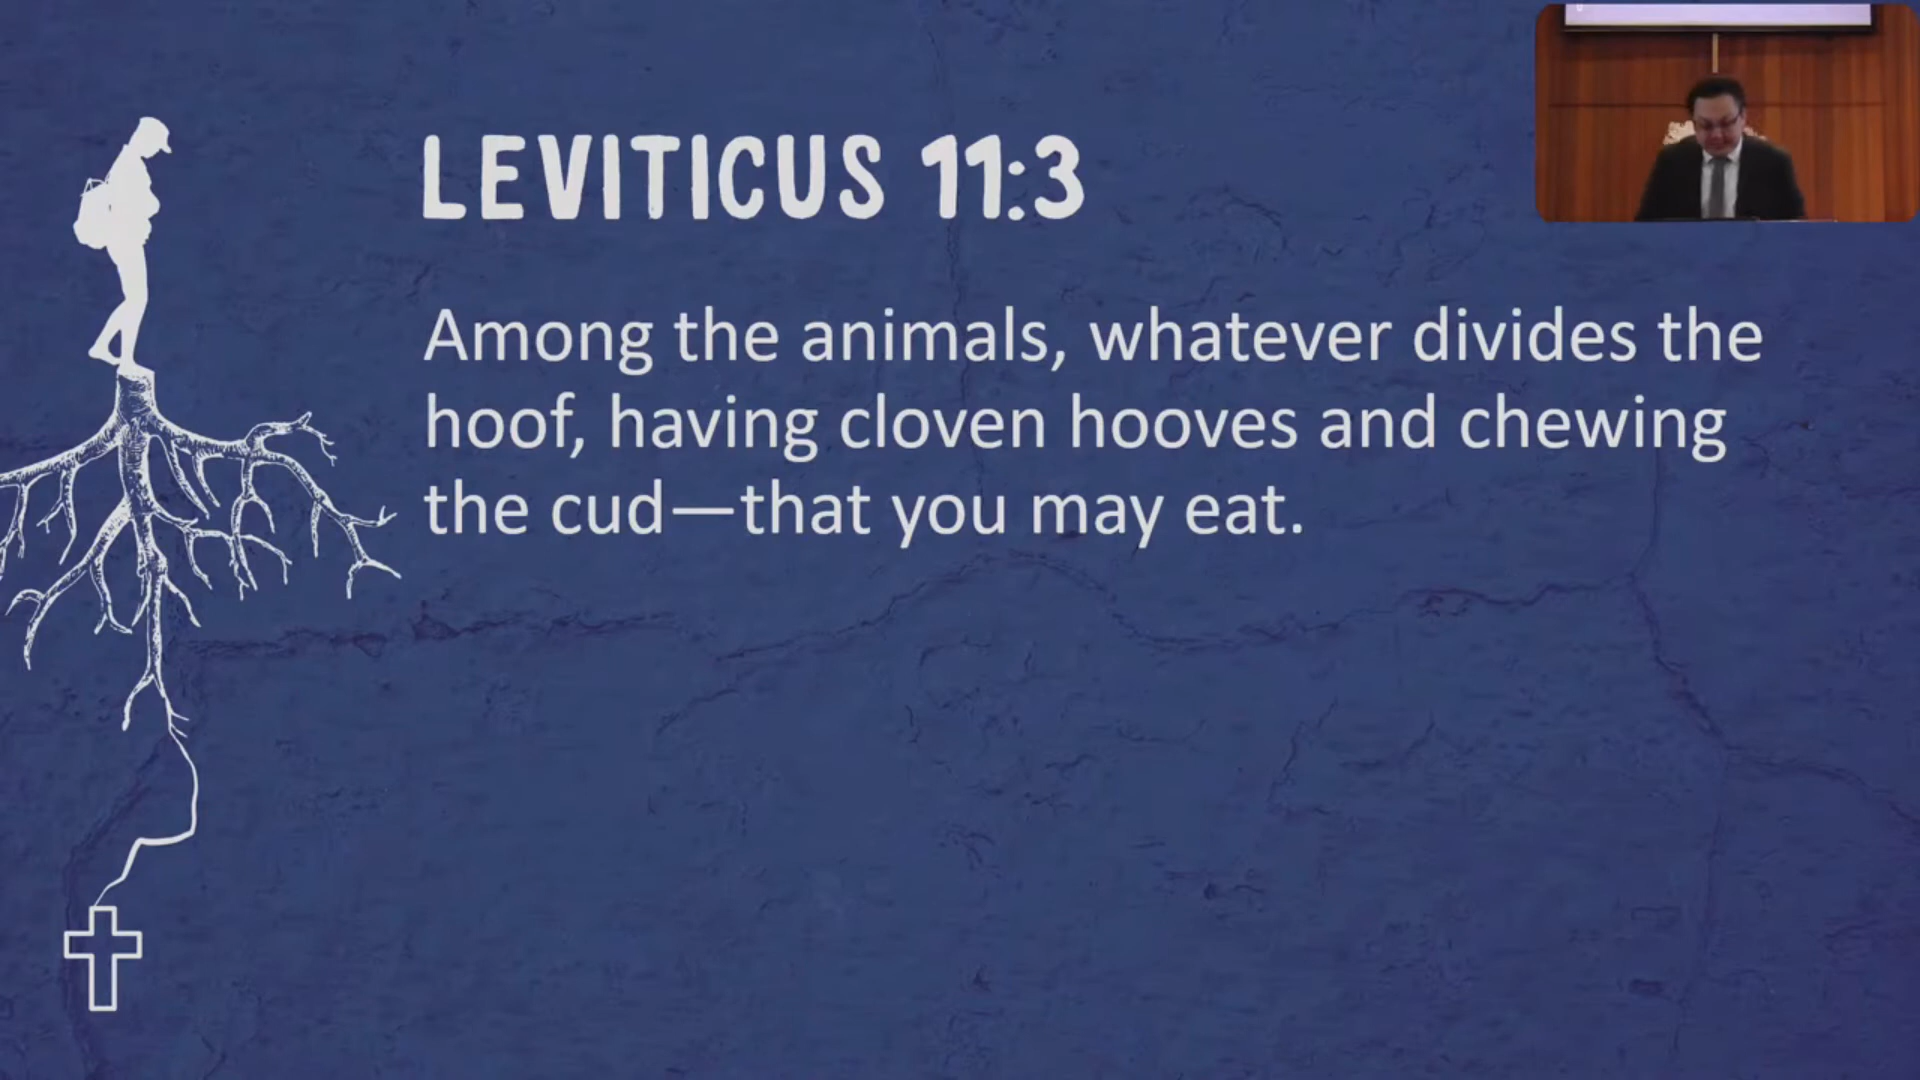 LEVITICUS 11:3
Among the animals, whatever divides the
hoof, having cloven hooves and chewing
the cud—that you may eat.